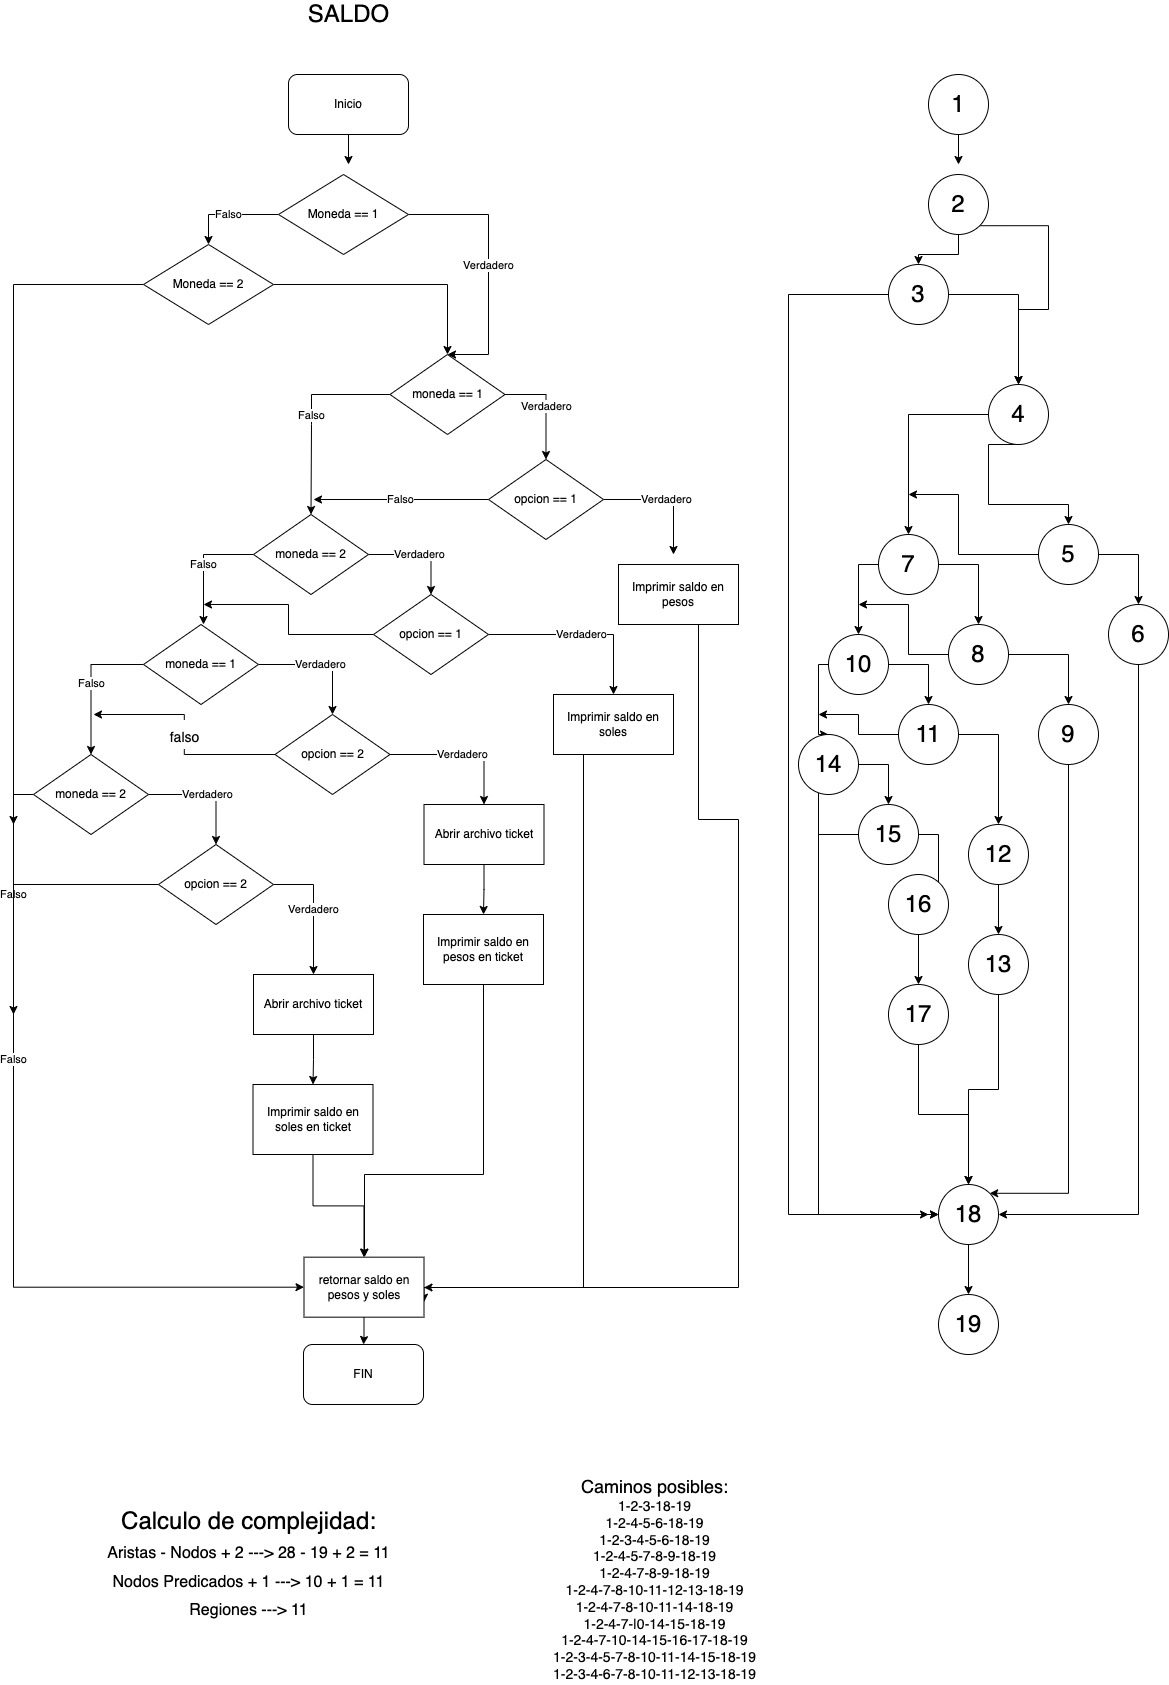 SALDO
Inicio
Moneda == 1
Falso
Verdadero
Moneda == 2
moneda == 1
Verdadero
Falso
opcion == 1
Falso
Verdadero
moneda == 2
Verdadero
Falso
Imprimir saldo en
pesos
opcion == 1
Verdadero
moneda == 1
Verdadero
Falso
Imprimir saldo en
soles
falso
opcion == 2
Verdadero
moneda == 2
Verdadero
Abrir archivo ticket
opcion == 2
Falso
Verdadero
Imprimir saldo en
pesos en ticket
Abrir archivo ticket
Falso
Imprimir saldo en
soles en ticket
retornar saldo en
pesos y soles
FIN
1
2
3
4
5
7
6
8
10
9
11
14
15
12
16
13
17
18
19
Calculo de complejidad:
Aristas - Nodos + 2 ---> 28 - 19 + 2 = 11
Nodos Predicados + 1 ---> 10 + 1 = 11
Regiones ---> 11
Caminos posibles:
1-2-3-18-19
1-2-4-5-6-18-19
1-2-3-4-5-6-18-19
1-2-4-5-7-8-9-18-19
1-2-4-7-8-9-18-19
1-2-4-7-8-10-11-12-13-18-19
1-2-4-7-8-10-11-14-18-19
1-2-4-7-l0-14-15-18-19
1-2-4-7-10-14-15-16-17-18-19
1-2-3-4-5-7-8-10-11-14-15-18-19
1-2-3-4-6-7-8-10-11-12-13-18-19